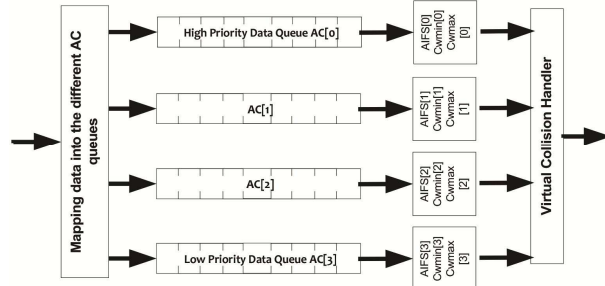 Mapping data into the different AC
queues
High Priority Data Queue AC[0]
AIFS[0]
Cwmin[0]
Cwmax
[0]
AC[1]
AIFS[1]
Cwmin[1]
Cwmax
[1]
AC[2]
AIFS[2]
Cwmin[2]
Cwmax
[2]
Low Priority Data Queue AC[3]
AIFS[3]
Cwmin[3]
Cwmax
[3]
Virtual Collision Handler